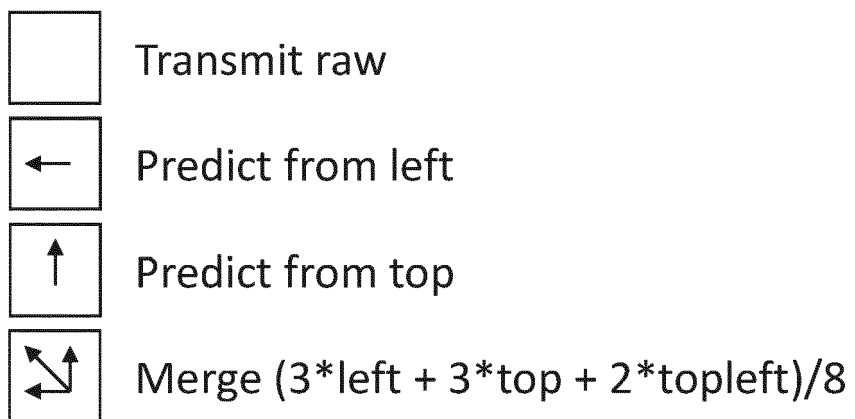 Transmit raw
Predict from left
Predict from top
Merge (3*left + 3*top + 2*topleft)/8